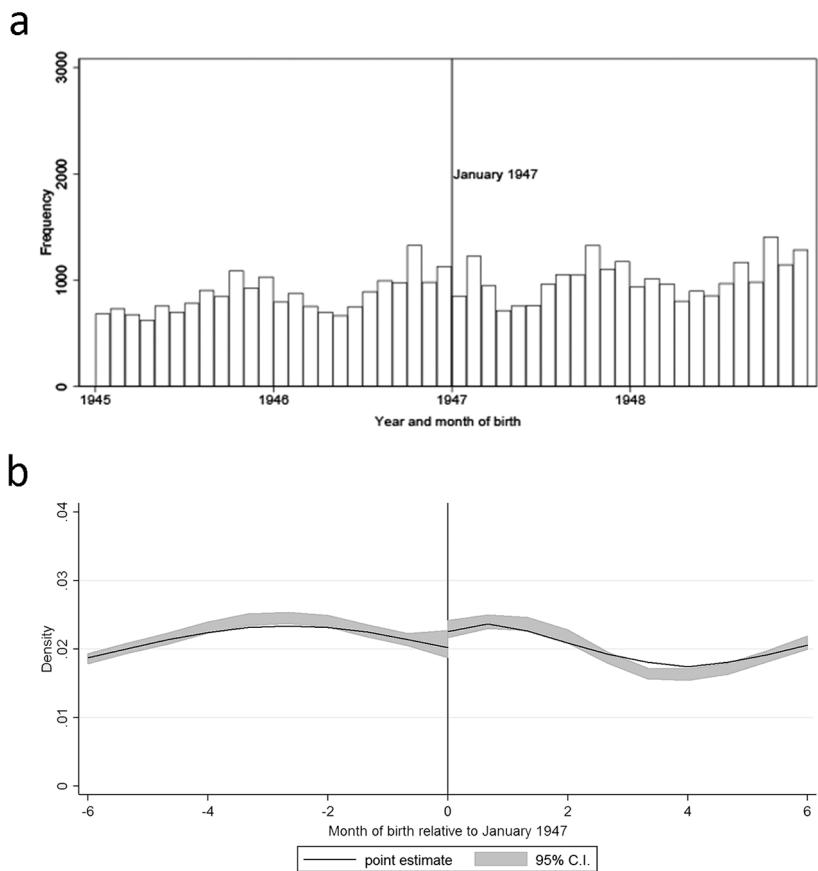 a
3000
2000
1000
0
Frequency
January 1947
1945 1946 1947 1948
Year and month of birth
b
.04
.03
.02
.01
0
Density
-6 -4 -2 0 2 4 6
Month of birth relative to January 1947
point estimate 95% C.I.